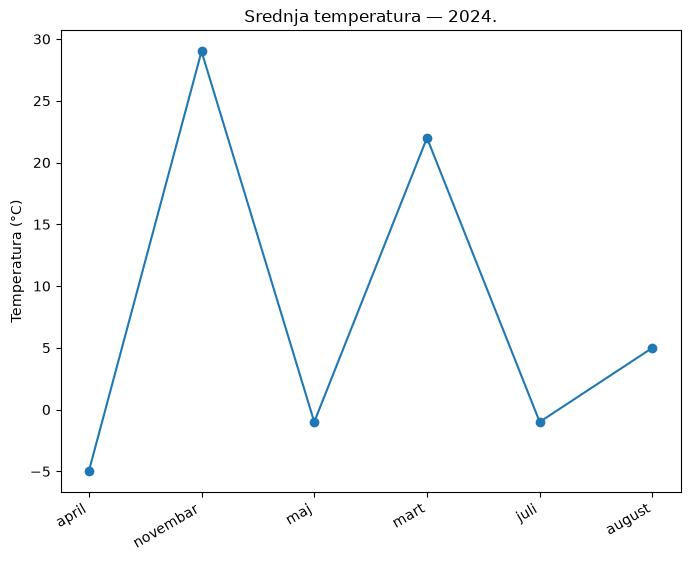 Srednja temperatura — 2024.
Temperatura (°C)
30
25
20
15
10
5
0
−5
april
novembar
maj
mart
juli
august